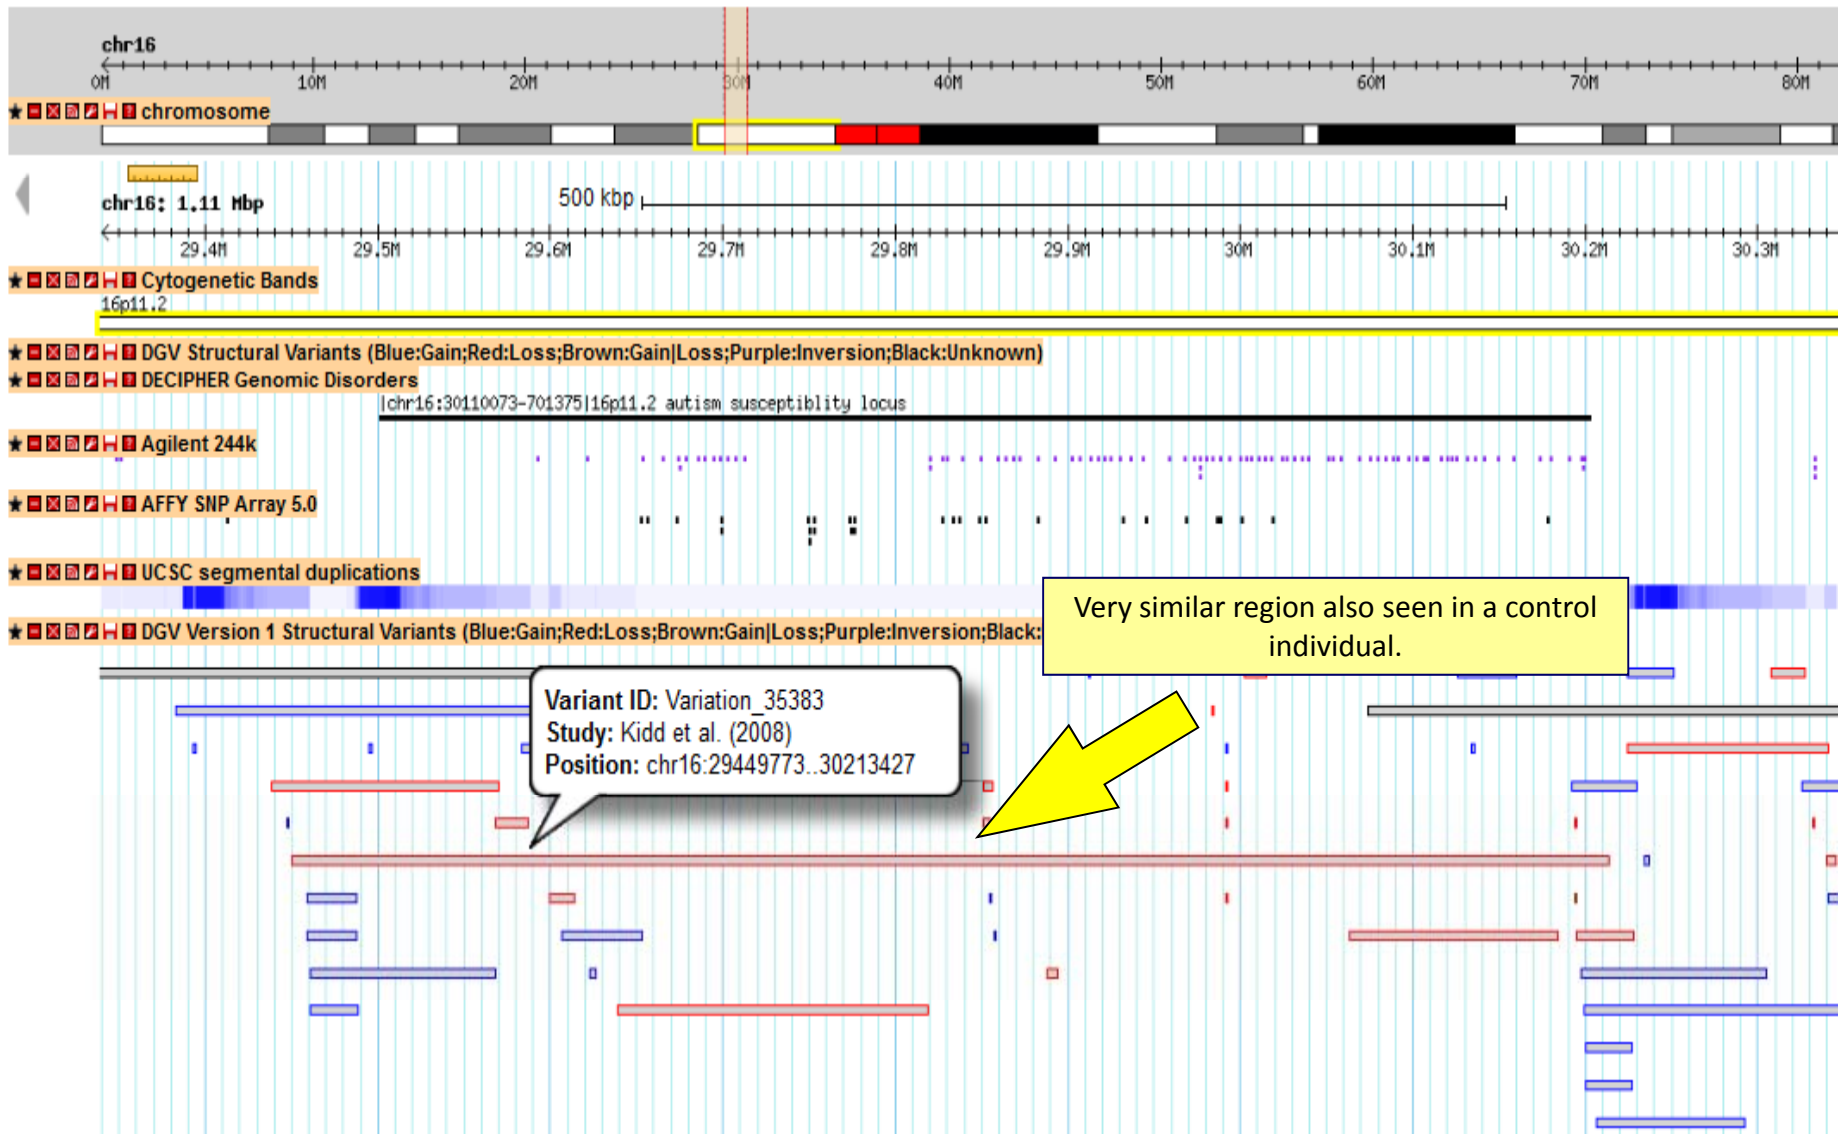 chr16
0M 10M 20M 30M 40M 50M 60M 70M 80M
chromosome
chr16: 1.11 Mbp
500 kbp
29.4M 29.5M 29.6M 29.7M 29.8M 29.9M 30M 30.1M 30.2M 30.3M
Cytogenetic Bands
16p11.2
DGV Structural Variants (Blue:Gain;Red:Loss;Brown:Gain|Loss;Purple:Inversion;Black:Unknown)
DECIPHER Genomic Disorders
|chr16:30110073-701375|16p11.2 autism susceptiblity locus
Agilent 244k
AFFY SNP Array 5.0
UCSC segmental duplications
Very similar region also seen in a control
individual.
DGV Version 1 Structural Variants (Blue:Gain;Red:Loss;Brown:Gain|Loss;Purple:Inversion;Black:
Variant ID: Variation_35383
Study: Kidd et al. (2008)
Position: chr16:29449773..30213427